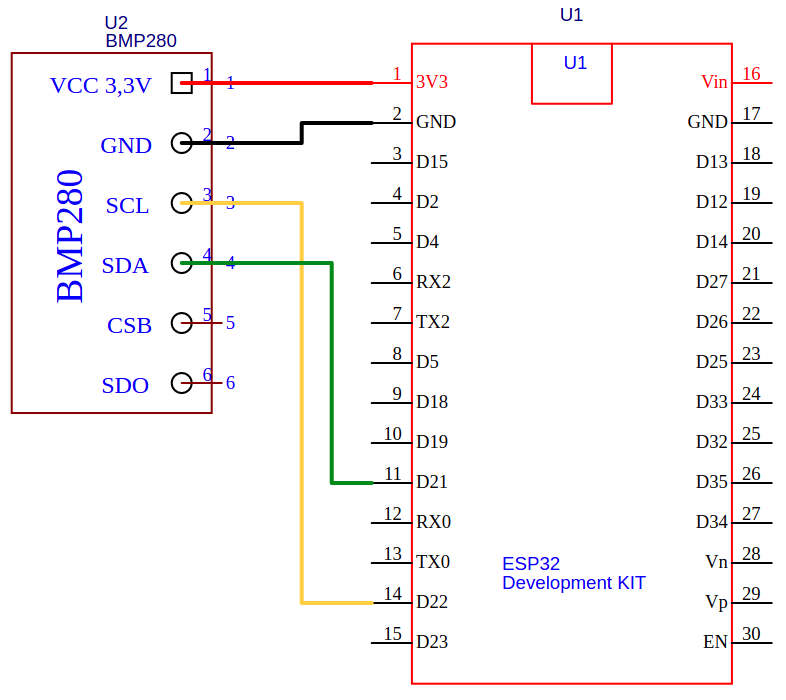 U2
BMP280
VCC 3,3V
1
1
GND
2
2
SCL
3
3
SDA
4
4
CSB
5
5
SDO
6
6
BMP280
U1
U1
1 3V3
2 GND
3 D15
4 D2
5 D4
6 RX2
7 TX2
8 D5
9 D18
10 D19
11 D21
12 RX0
13 TX0
14 D22
15 D23
Vin 16
GND 17
D13 18
D12 19
D14 20
D27 21
D26 22
D25 23
D33 24
D32 25
D35 26
D34 27
Vn 28
Vp 29
EN 30
ESP32
Development KIT